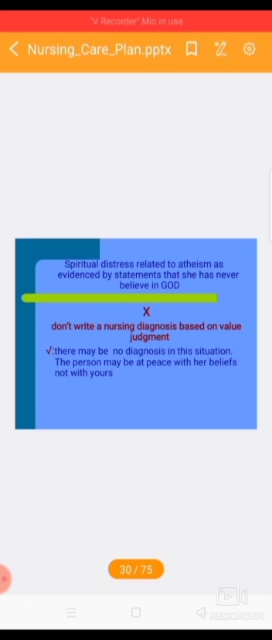 "V Recorder" Mic in use
Nursing_Care_Plan.pptx
Spiritual distress related to atheism as
evidenced by statements that she has never
believe in GOD
X
don't write a nursing diagnosis based on value
judgment
√:there may be no diagnosis in this situation.
The person may be at peace with her beliefs
not with yours
30 / 75
RECORDER